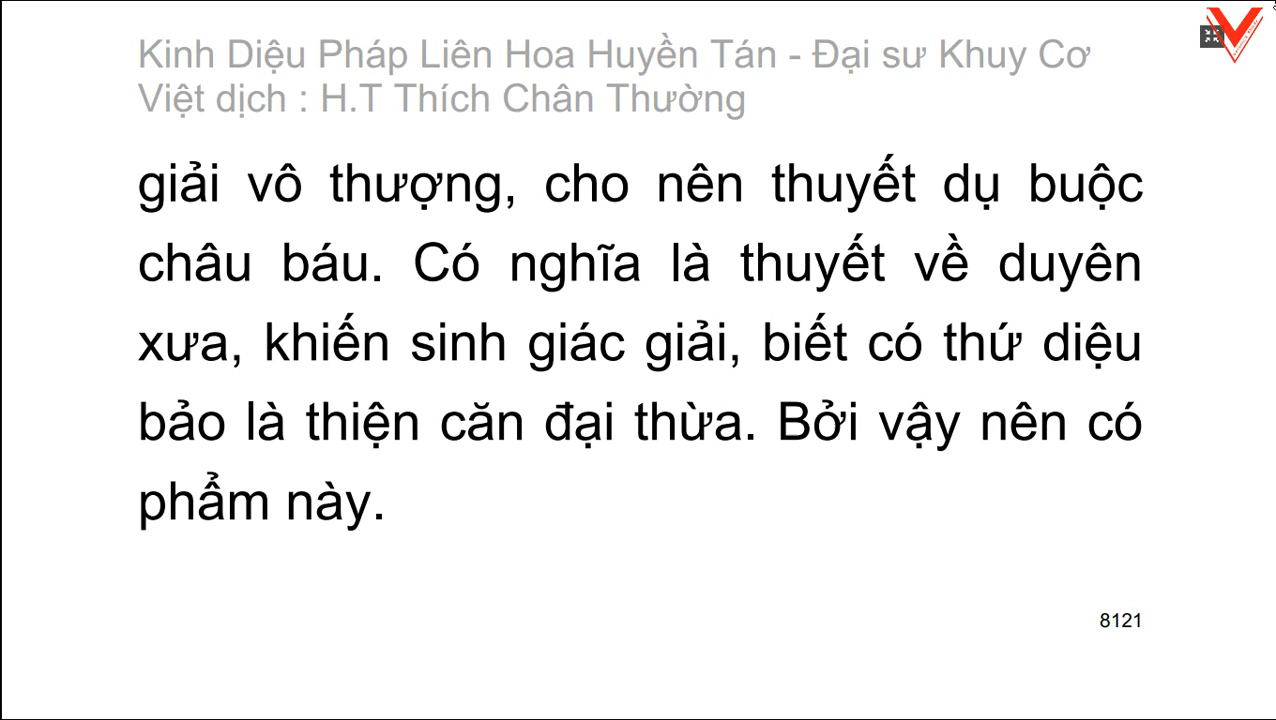 Kinh Diệu Pháp Liên Hoa Huyền Tán - Đại sư Khuy Cơ
Việt dịch : H.T Thích Chân Thường
giải vô thượng, cho nên thuyết dụ buộc
châu báu. Có nghĩa là thuyết về duyên
xưa, khiến sinh giác giải, biết có thứ diệu
bảo là thiện căn đại thừa. Bởi vậy nên có
phẩm này.
8121